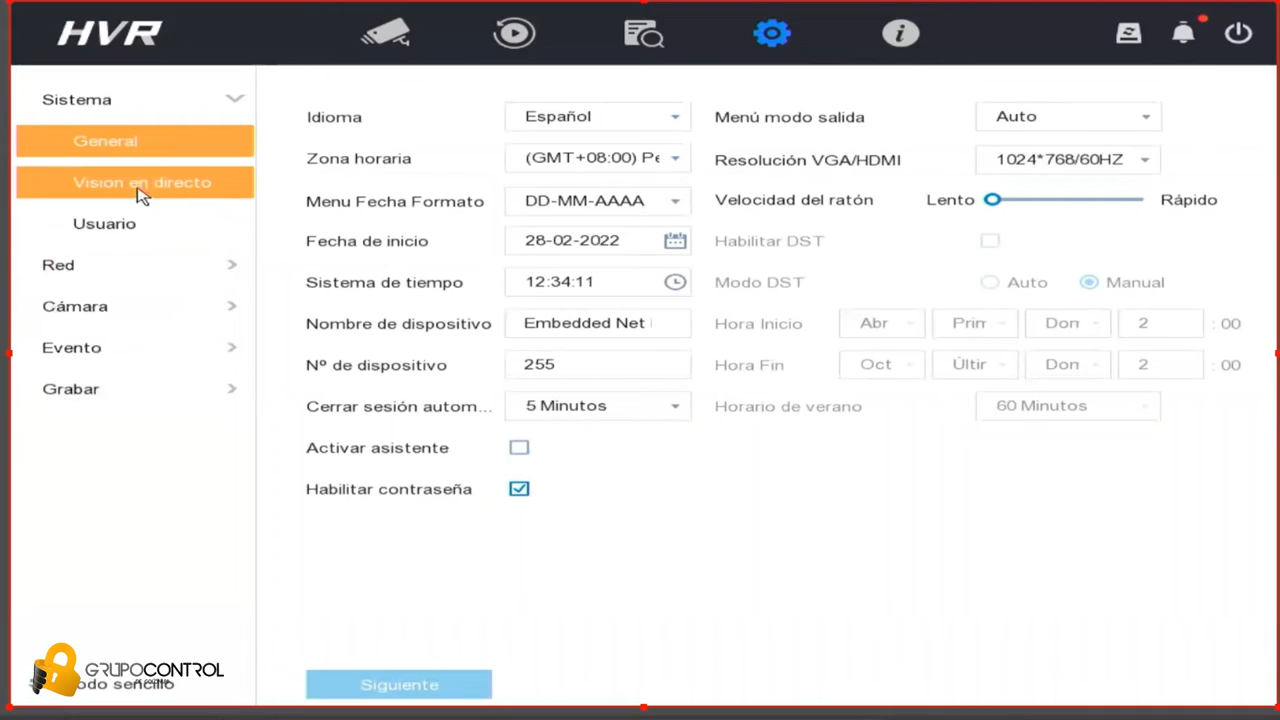 HVR
Sistema
General
Vision en directo
Usuario
Red
Cámara
Evento
Grabar
Idioma Español
Zona horaria (GMT+08:00) Pe
Menu Fecha Formato DD-MM-AAAA
Fecha de inicio 28-02-2022
Sistema de tiempo 12:34:11
Nombre de dispositivo Embedded Net
Nº de dispositivo 255
Cerrar sesión autom... 5 Minutos
Activar asistente
Habilitar contraseña
Menú modo salida Auto
Resolución VGA/HDMI 1024*768/60HZ
Velocidad del ratón Lento Rápido
Habilitar DST
Modo DST Auto Manual
Hora Inicio Abr Prim Dom 2 : 00
Hora Fin Oct Últir Dom 2 : 00
Horario de verano 60 Minutos
GRUPOCONTROL
sencillo
Siguiente